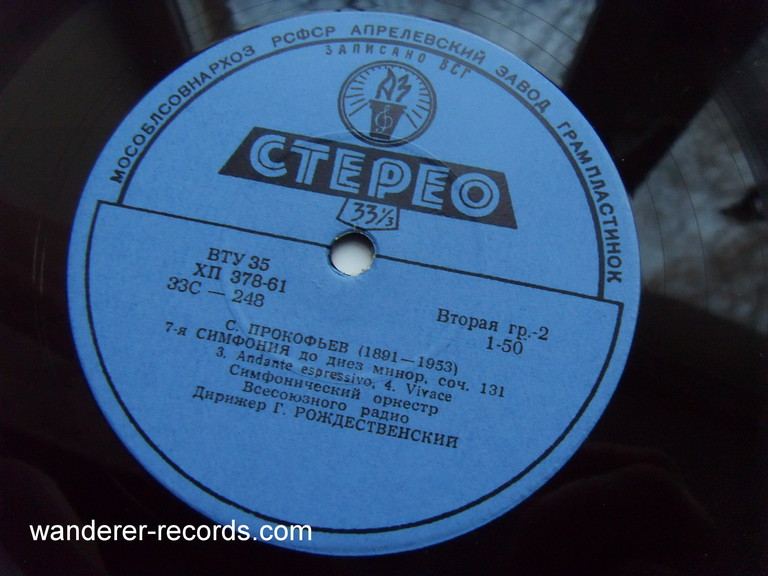 МОСОБЛСОВНАРХОЗ РСФСР АПРЕЛЕВСКИЙ ЗАВОД ГРАМПЛАСТИНОК
ЗАПИСАНО ВСГ
АЗ
СТЕРЕО
33⅓
ВТУ 35
ХП 378-61
33С — 248
Вторая гр.-2
1-50
С. ПРОКОФЬЕВ (1891—1953)
7-я СИМФОНИЯ до диез минор, соч. 131
3. Andante espressivo, 4. Vivace
Симфонический оркестр
Всесоюзного радио
Дирижер Г. РОЖДЕСТВЕНСКИЙ
wanderer-records.com